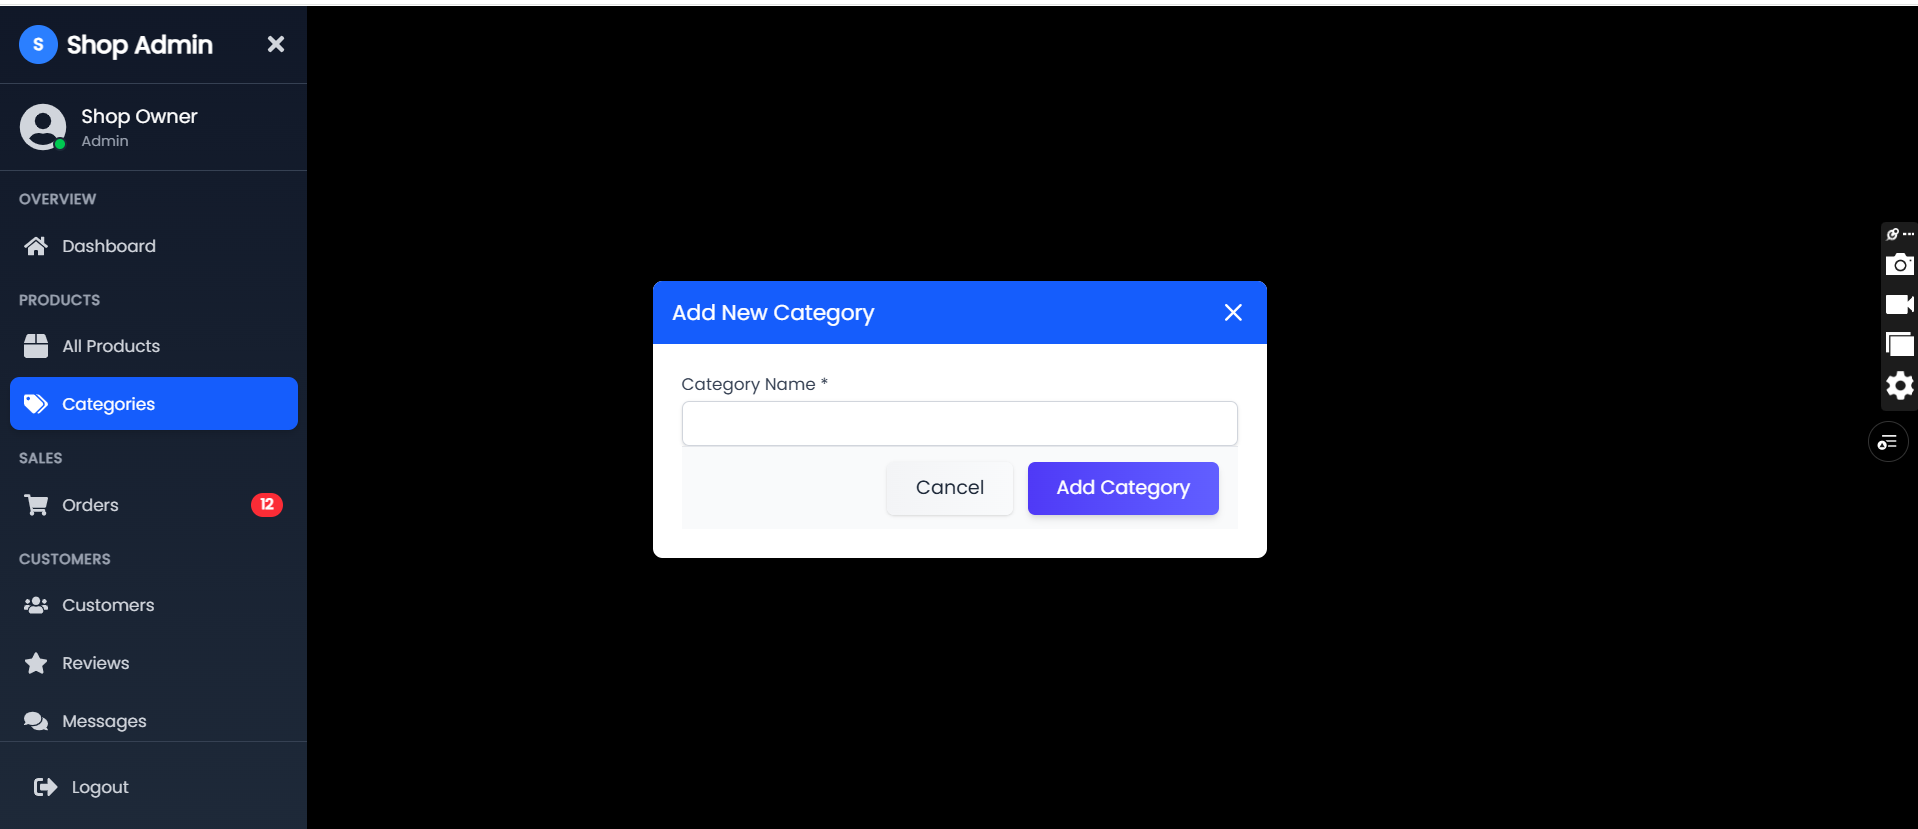 S Shop Admin
Shop Owner
Admin
OVERVIEW
Dashboard
PRODUCTS
All Products
Categories
SALES
Orders 12
CUSTOMERS
Customers
Reviews
Messages
Logout
Add New Category
Category Name *
Cancel Add Category